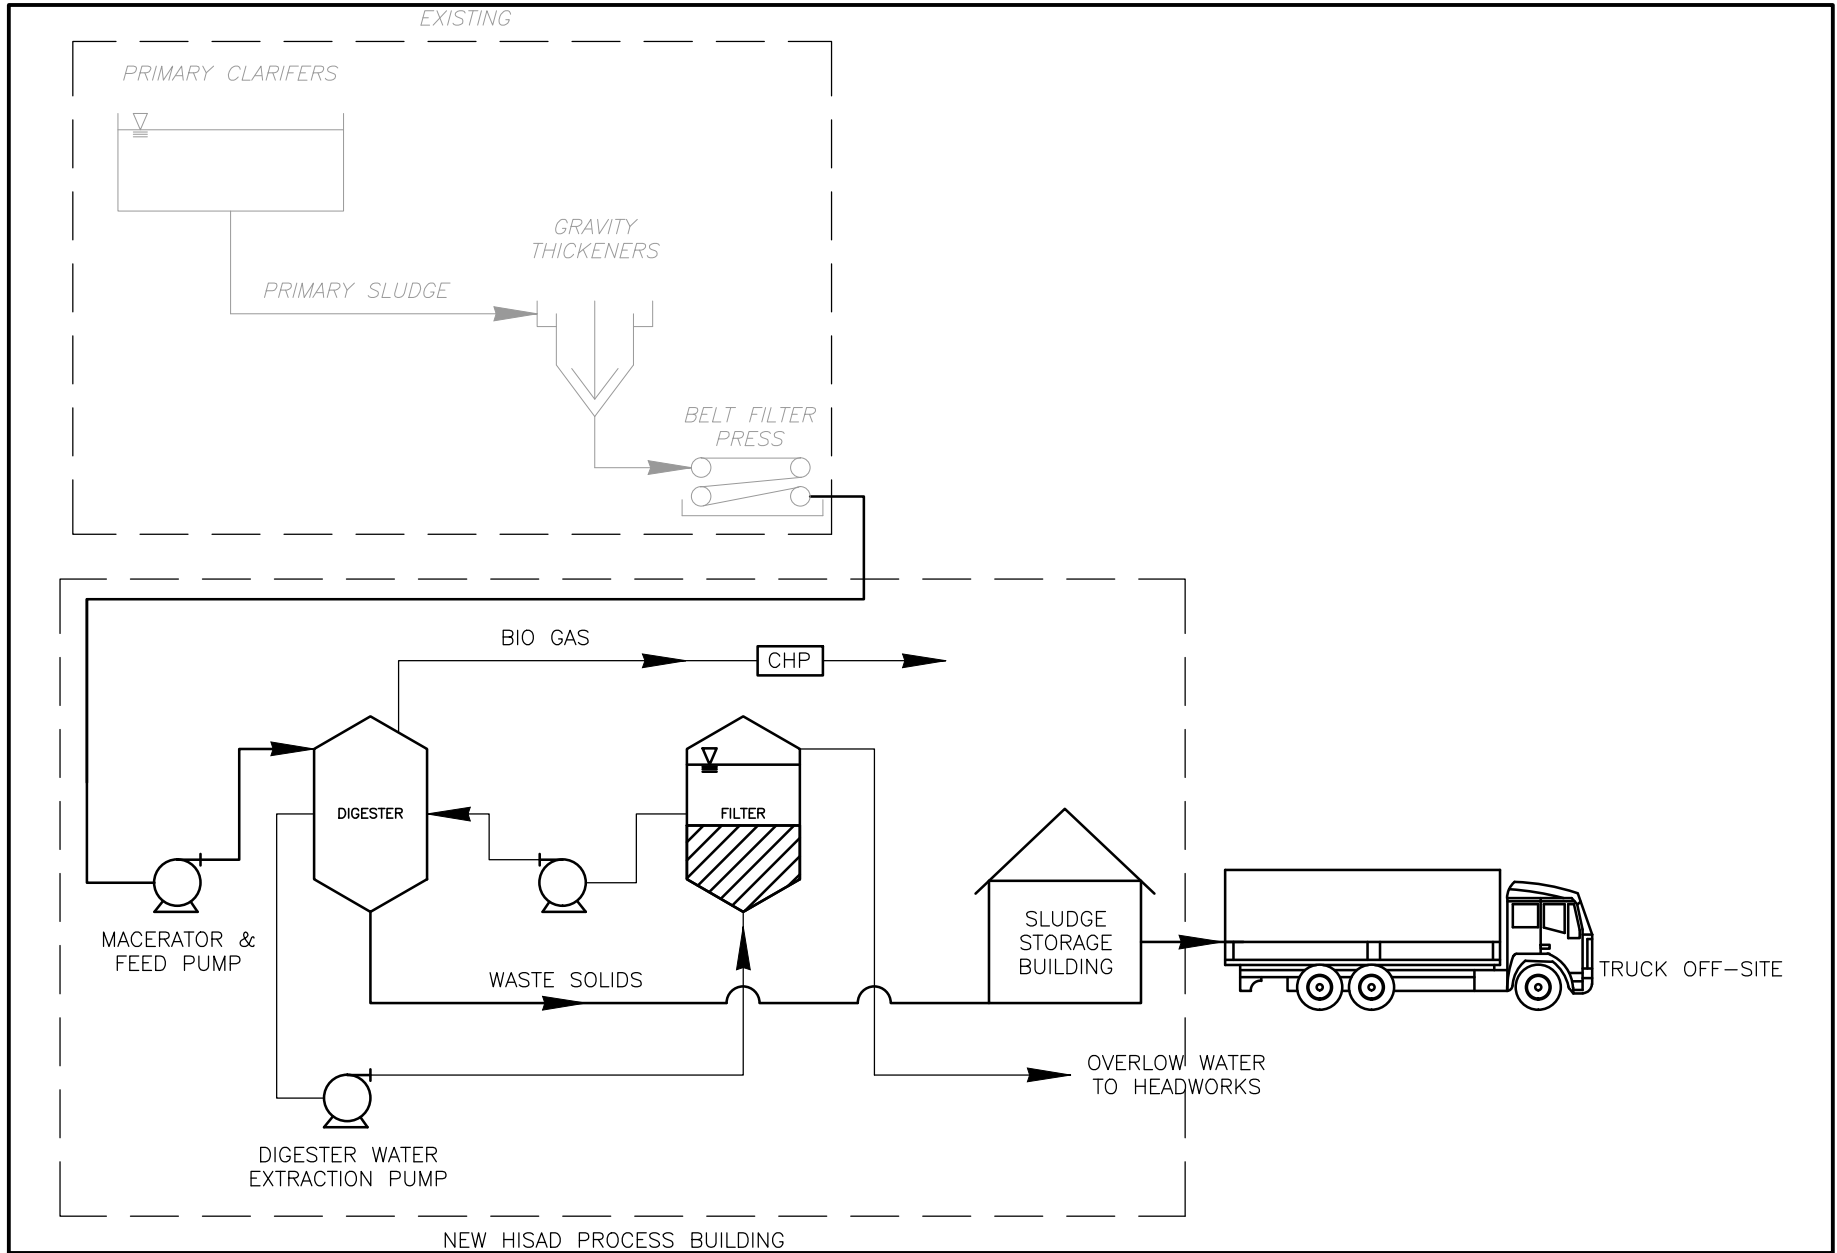 EXISTING
PRIMARY CLARIFERS
GRAVITY
THICKENERS
PRIMARY SLUDGE
BELT FILTER
PRESS
BIO GAS
CHP
DIGESTER
FILTER
MACERATOR &
FEED PUMP
SLUDGE
STORAGE
BUILDING
WASTE SOLIDS
TRUCK OFF-SITE
OVERLOW WATER
TO HEADWORKS
DIGESTER WATER
EXTRACTION PUMP
NEW HISAD PROCESS BUILDING